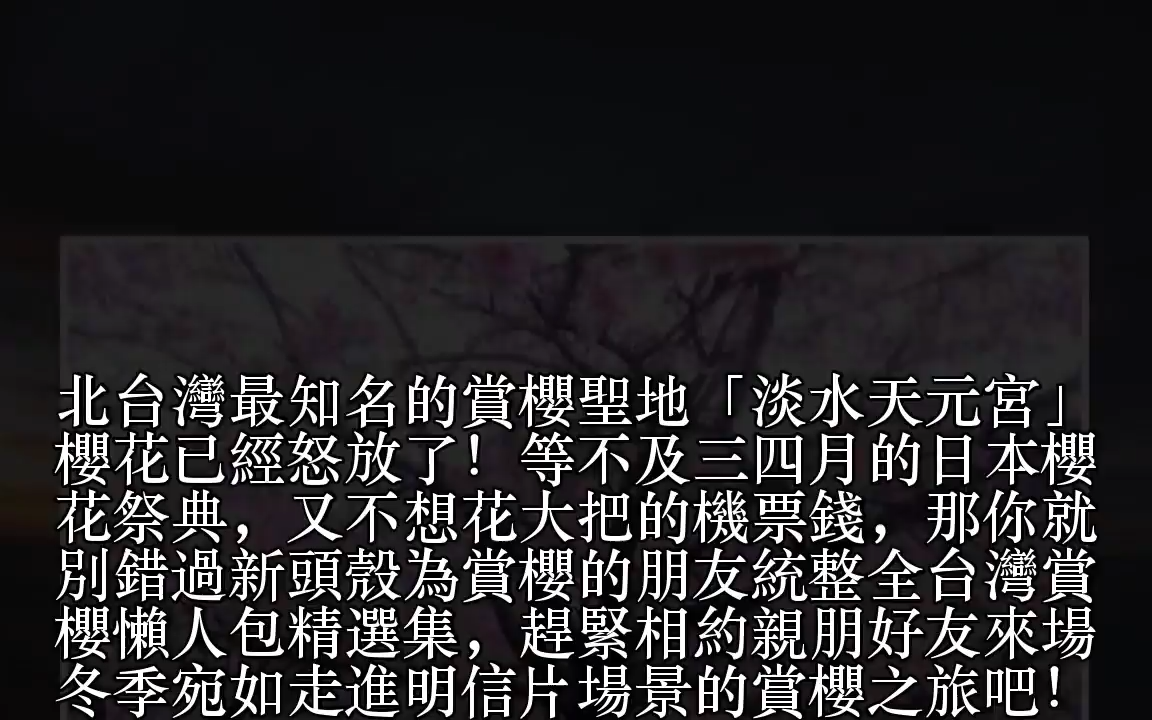 北台灣最知名的賞櫻聖地「淡水天元宮」
櫻花已經怒放了！等不及三四月的日本櫻
花祭典，又不想花大把的機票錢，那你就
別錯過新頭殼為賞櫻的朋友統整全台灣賞
櫻懶人包精選集，趕緊相約親朋好友來場
冬季宛如走進明信片場景的賞櫻之旅吧！